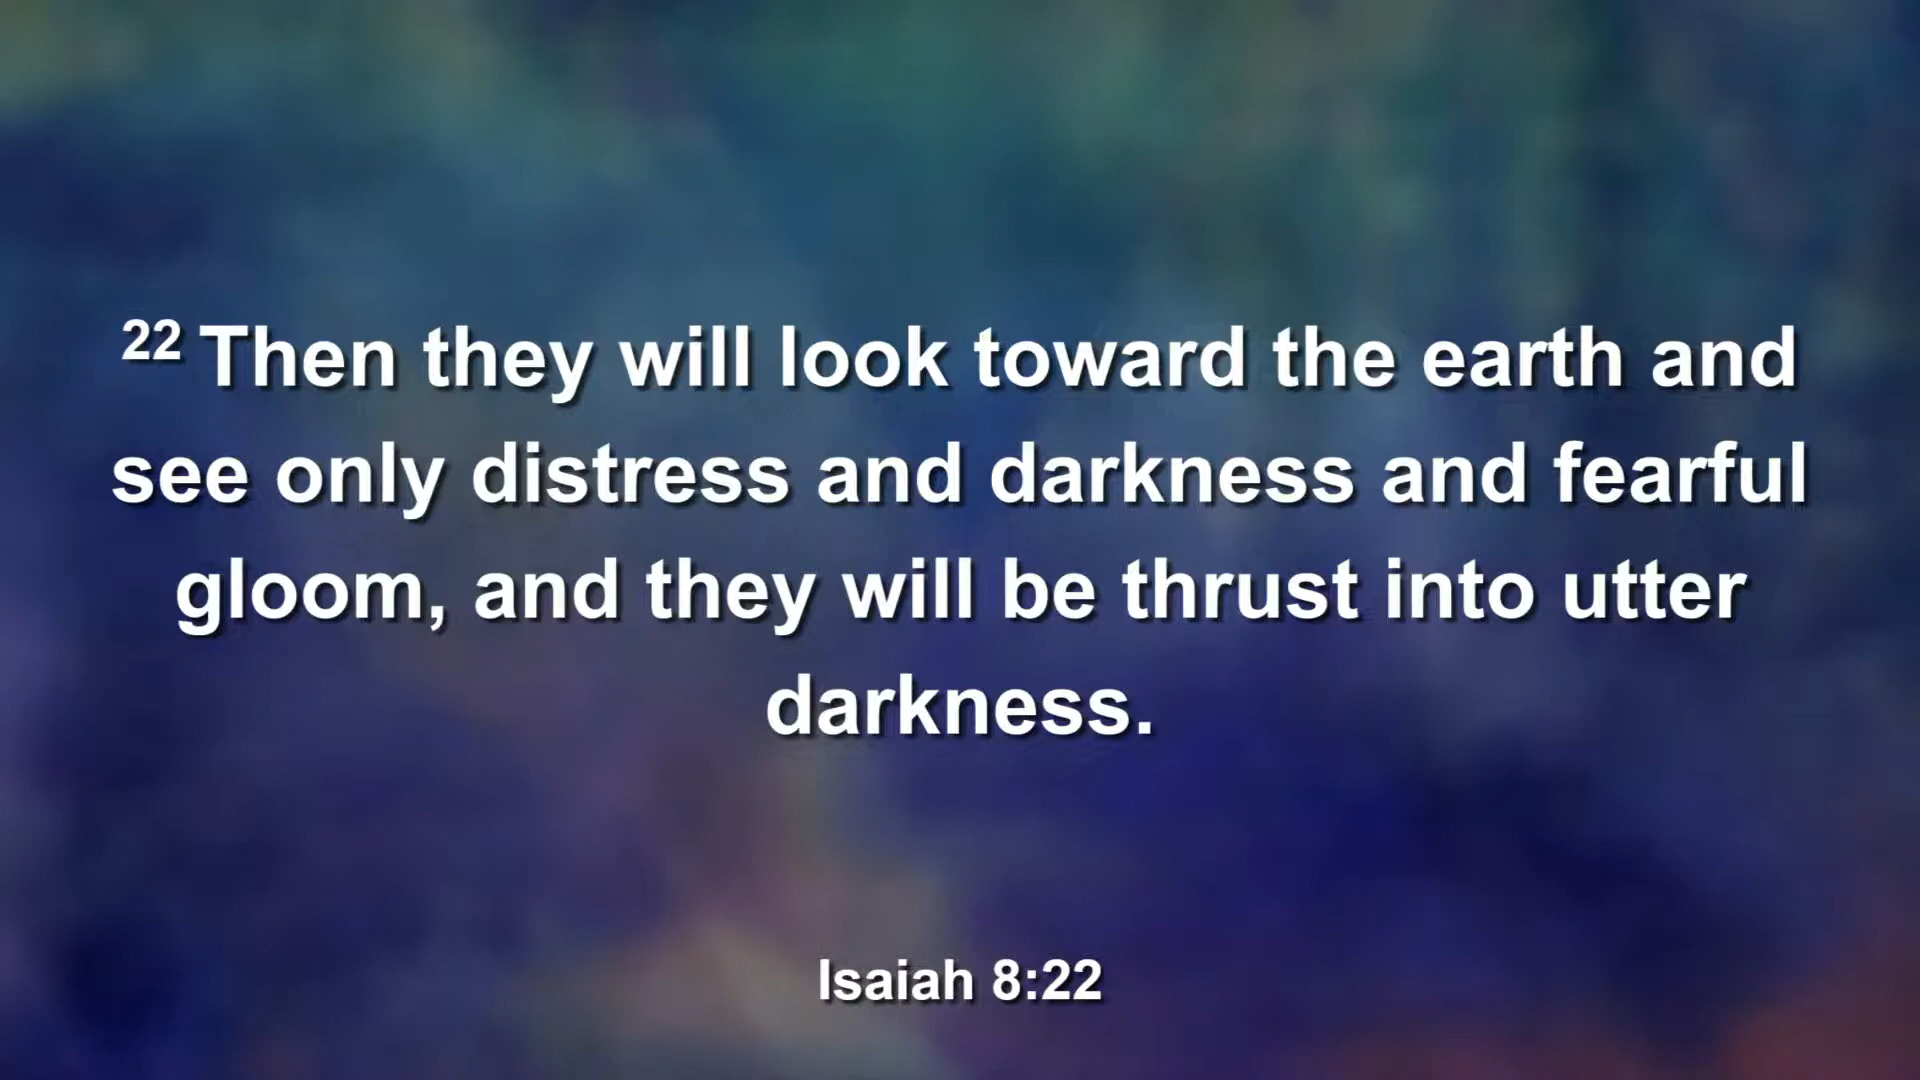 22 Then they will look toward the earth and
see only distress and darkness and fearful
gloom, and they will be thrust into utter
darkness.
Isaiah 8:22